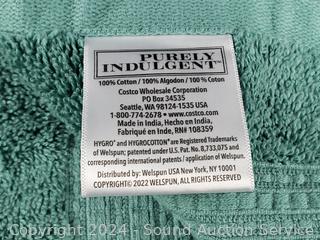 PURELY
INDULGENT™
100% Cotton / 100% Algodon / 100 % Coton
Costco Wholesale Corporation
PO Box 34535
Seattle, WA 98124-1535 USA
1-800-774-2678 • www.costco.com
Made in India, Hecho en India,
Fabriqué en Inde, RN# 108359
HYGRO® and HYGROCOTTON® are Registered Trademarks
of Welspun; patented under U.S. Pat. No. 8,733,075 and
corresponding international patents / application of Welspun.
Distributed by: Welspun USA New York, NY 10001
COPYRIGHT © 2022 WELSPUN, ALL RIGHTS RESERVED
Copyright 2024 - Sound Auction Service